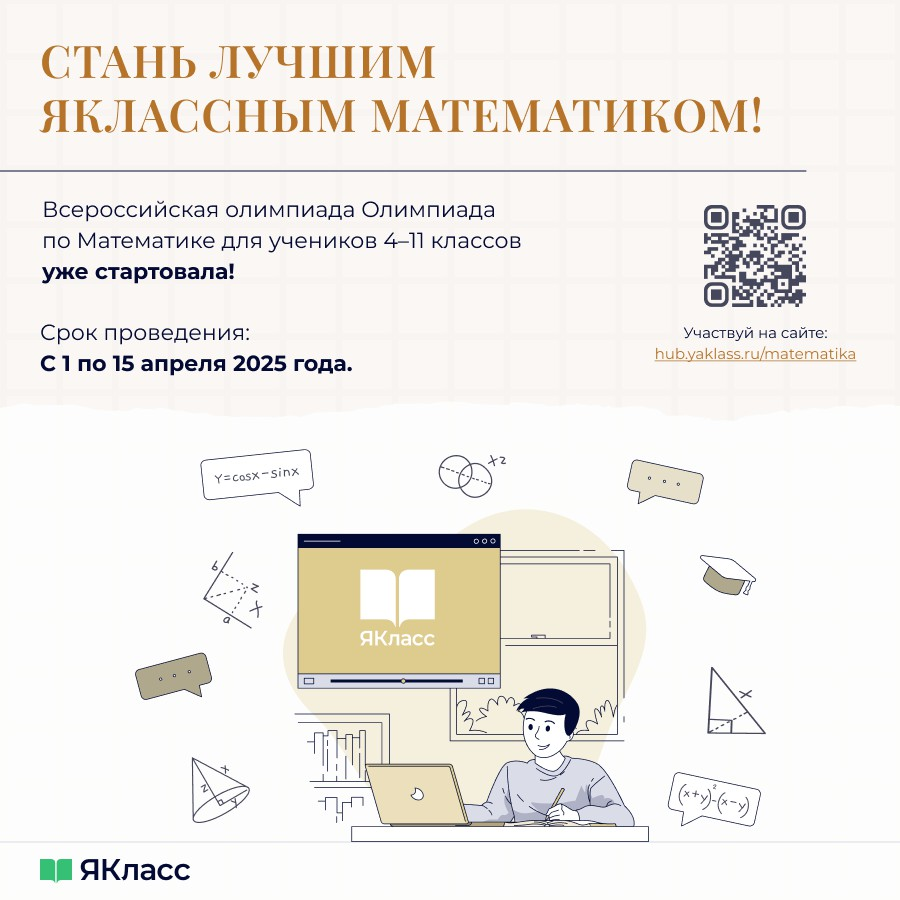 СТАНЬ ЛУЧШИМ
ЯКЛАССНЫМ МАТЕМАТИКОМ!
Всероссийская олимпиада Олимпиада
по Математике для учеников 4–11 классов
уже стартовала!
Срок проведения:
С 1 по 15 апреля 2025 года.
Участвуй на сайте:
hub.yaklass.ru/matematika
Y=cosx-sinx
x2
b
z
x
a
ЯКласс
x
x
z
y
(x+y)²-(x-y)
ЯКласс